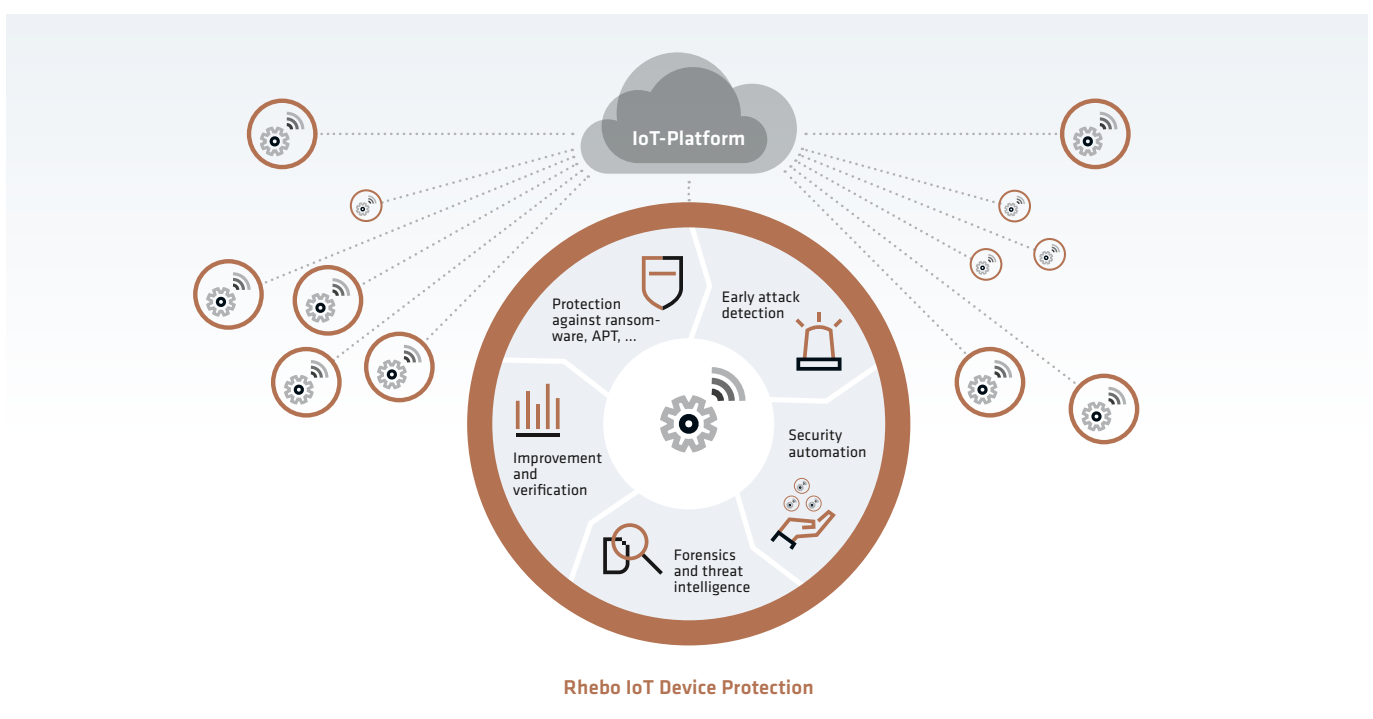 IoT-Platform
Protection
against ransom-
ware, APT, ...
Early attack
detection
Security
automation
Improvement
and
verification
Forensics
and threat
intelligence
Rhebo IoT Device Protection